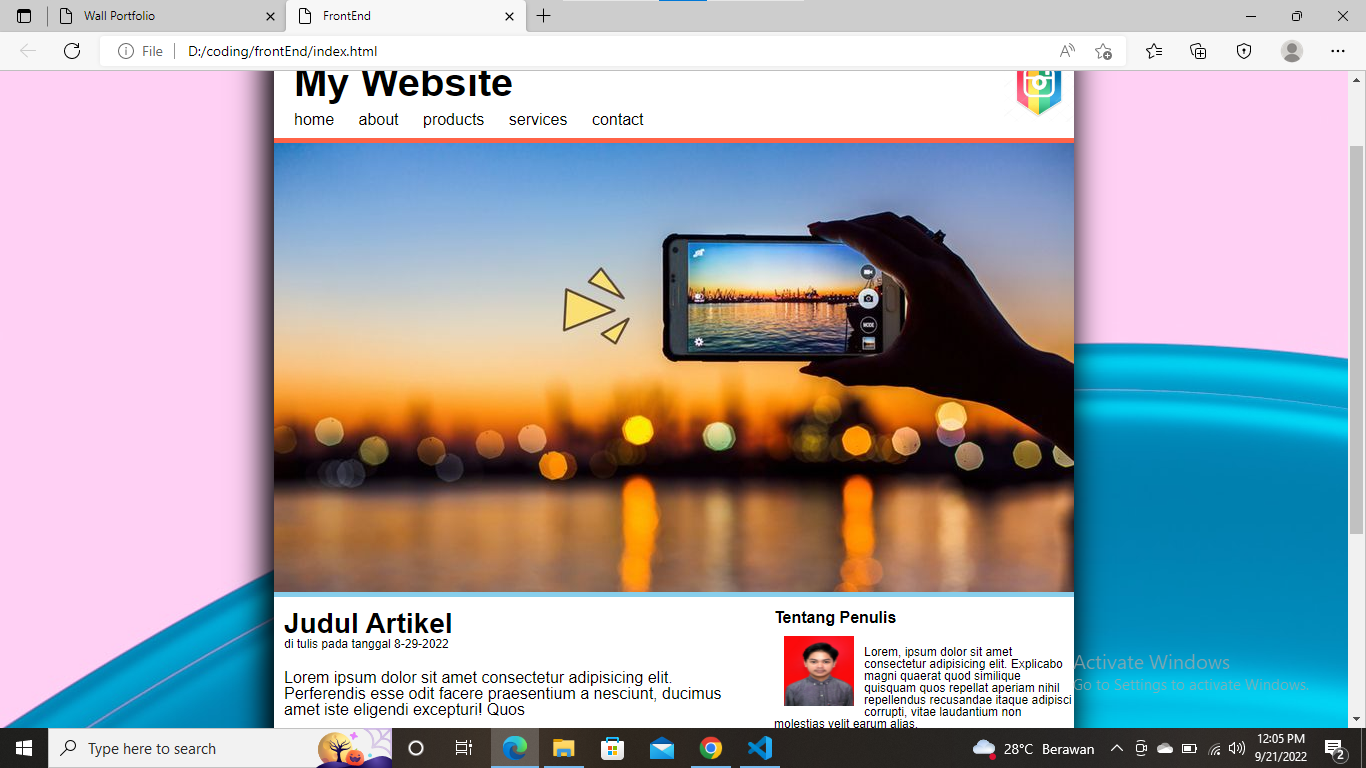 Wall Portfolio
FrontEnd
File
D:/coding/frontEnd/index.html
My Website
home about products services contact
MODE
Judul Artikel
di tulis pada tanggal 8-29-2022
Lorem ipsum dolor sit amet consectetur adipisicing elit.
Perferendis esse odit facere praesentium a nesciunt, ducimus
amet iste eligendi excepturi! Quos
Tentang Penulis
Lorem, ipsum dolor sit amet
consectetur adipisicing elit. Explicabo
magni quaerat quod similique
quisquam quos repellat aperiam nihil
repellendus recusandae itaque adipisci
corrupti, vitae laudantium non
molestias velit earum alias.
Activate Windows
Go to Settings to activate Windows.
Type here to search
28°C Berawan
12:05 PM
9/21/2022
2